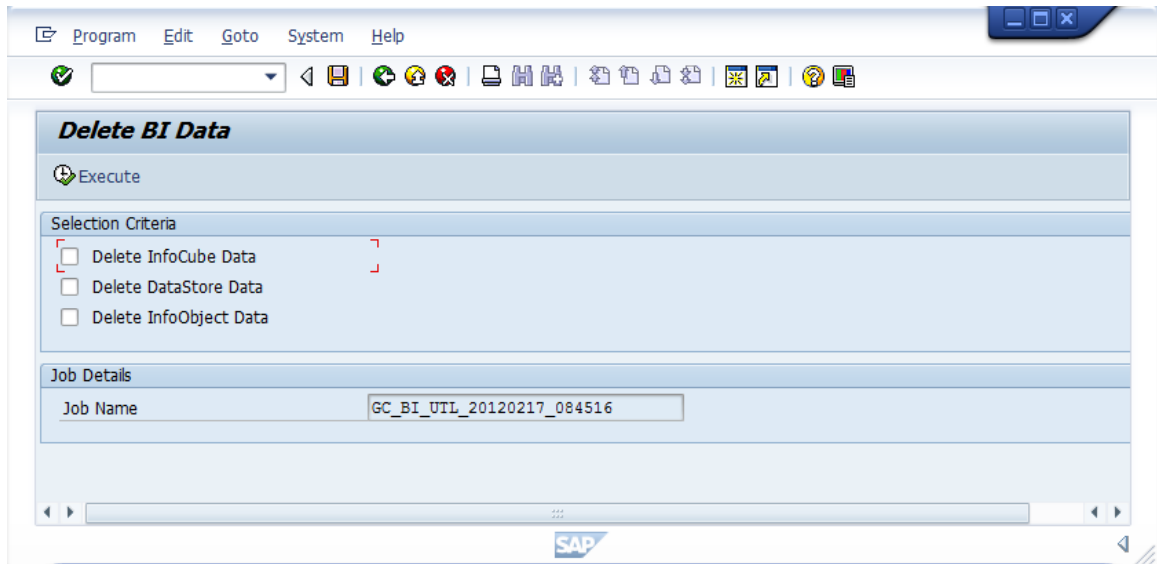 Program Edit Goto System Help
Delete BI Data
Execute
Selection Criteria
Delete InfoCube Data
Delete DataStore Data
Delete InfoObject Data
Job Details
Job Name GC_BI_UTL_20120217_084516
SAP